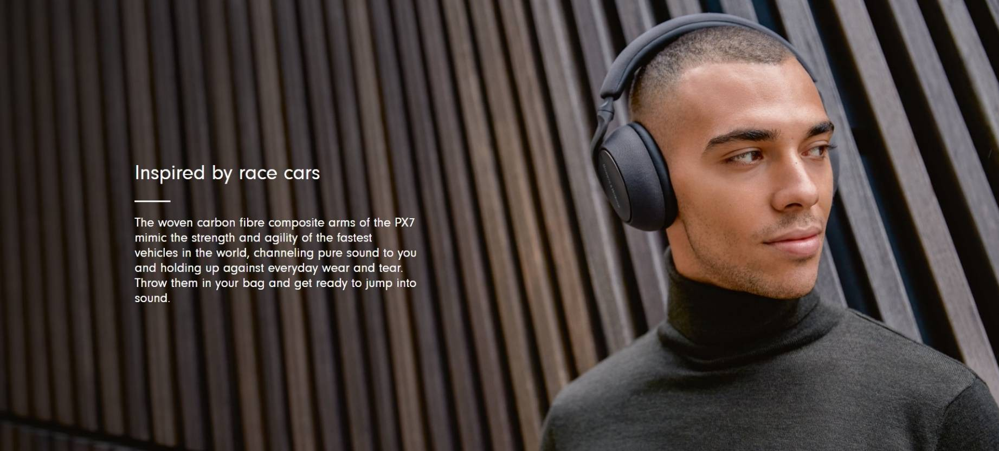 Inspired by race cars
The woven carbon fibre composite arms of the PX7
mimic the strength and agility of the fastest
vehicles in the world, channeling pure sound to you
and holding up against everyday wear and tear.
Throw them in your bag and get ready to jump into
sound.
Bowers & Wilkins